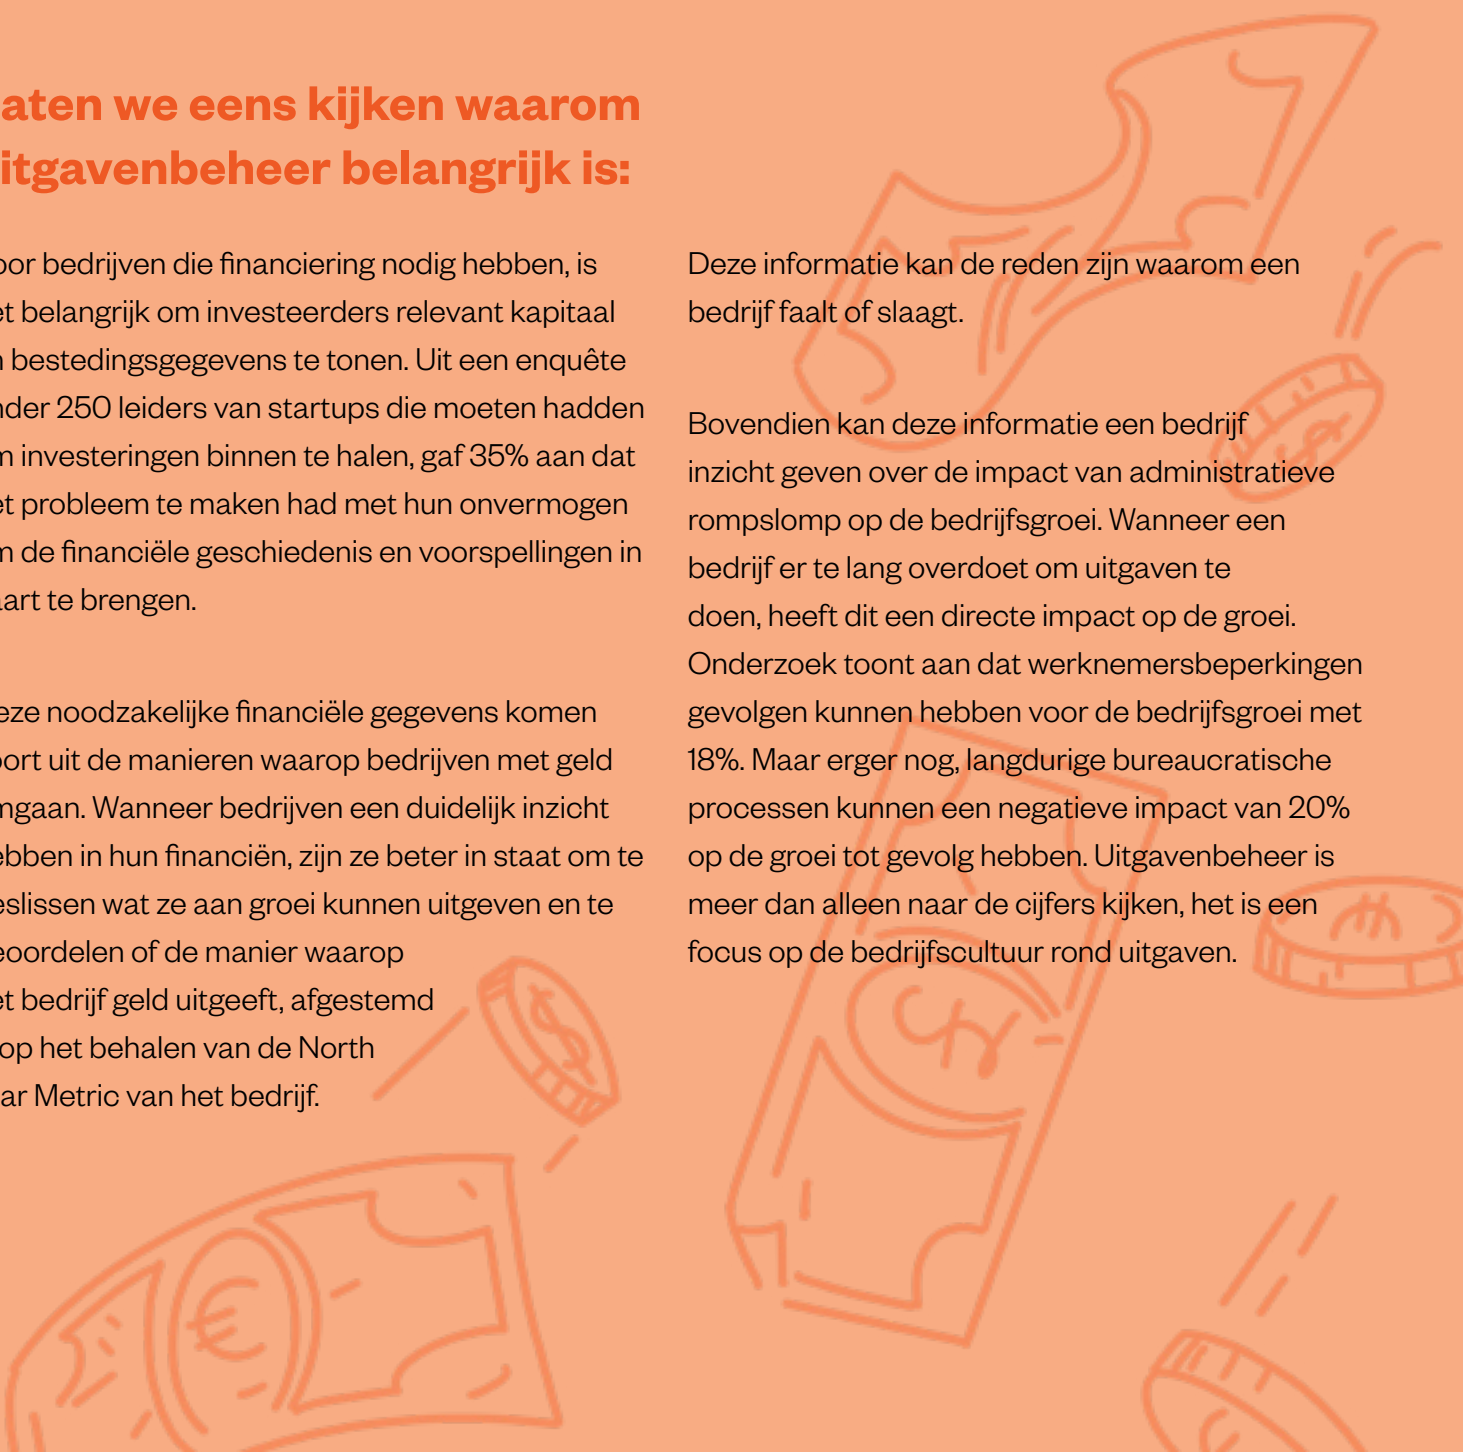 aten we eens kijken waarom
itgavenbeheer belangrijk is:
oor bedrijven die financiering nodig hebben, is
et belangrijk om investeerders relevant kapitaal
n bestedingsgegevens te tonen. Uit een enquête
nder 250 leiders van startups die moeten hadden
m investeringen binnen te halen, gaf 35% aan dat
et probleem te maken had met hun onvermogen
m de financiële geschiedenis en voorspellingen in
aart te brengen.
eze noodzakelijke financiële gegevens komen
oort uit de manieren waarop bedrijven met geld
mgaan. Wanneer bedrijven een duidelijk inzicht
ebben in hun financiën, zijn ze beter in staat om te
eslissen wat ze aan groei kunnen uitgeven en te
eoordelen of de manier waarop
et bedrijf geld uitgeeft, afgestemd
op het behalen van de North
ar Metric van het bedrijf.
Deze informatie kan de reden zijn waarom een
bedrijf faalt of slaagt.
Bovendien kan deze informatie een bedrijf
inzicht geven over de impact van administratieve
rompslomp op de bedrijfsgroei. Wanneer een
bedrijf er te lang overdoet om uitgaven te
doen, heeft dit een directe impact op de groei.
Onderzoek toont aan dat werknemersbeperkingen
gevolgen kunnen hebben voor de bedrijfsgroei met
18%. Maar erger nog, langdurige bureaucratische
processen kunnen een negatieve impact van 20%
op de groei tot gevolg hebben. Uitgavenbeheer is
meer dan alleen naar de cijfers kijken, het is een
focus op de bedrijfscultuur rond uitgaven.